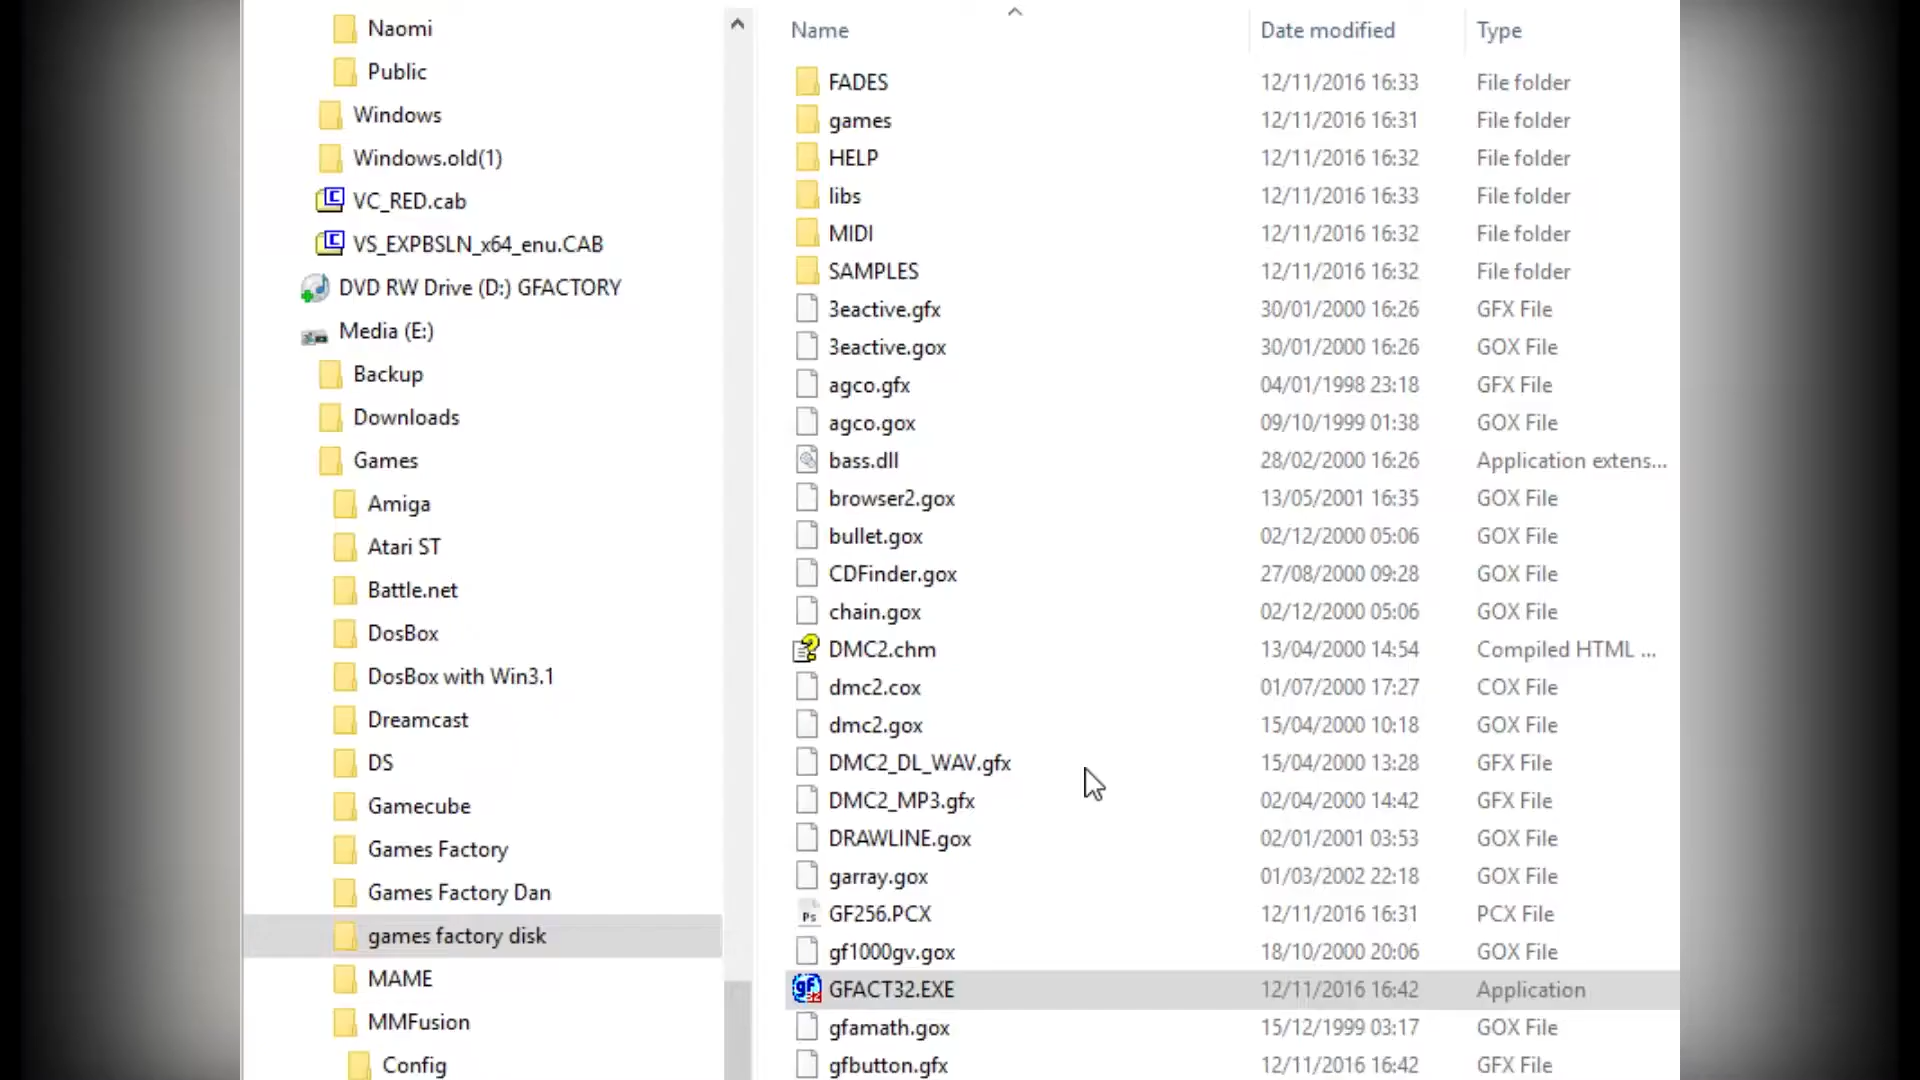 Naomi
Public
Windows
Windows.old(1)
VC_RED.cab
VS_EXPBSLN_x64_enu.CAB
DVD RW Drive (D:) GFACTORY
Media (E:)
Backup
Downloads
Games
Amiga
Atari ST
Battle.net
DosBox
DosBox with Win3.1
Dreamcast
DS
Gamecube
Games Factory
Games Factory Dan
games factory disk
MAME
MMFusion
Config
Name Date modified Type
FADES 12/11/2016 16:33 File folder
games 12/11/2016 16:31 File folder
HELP 12/11/2016 16:32 File folder
libs 12/11/2016 16:33 File folder
MIDI 12/11/2016 16:32 File folder
SAMPLES 12/11/2016 16:32 File folder
3eactive.gfx 30/01/2000 16:26 GFX File
3eactive.gox 30/01/2000 16:26 GOX File
agco.gfx 04/01/1998 23:18 GFX File
agco.gox 09/10/1999 01:38 GOX File
bass.dll 28/02/2000 16:26 Application extens...
browser2.gox 13/05/2001 16:35 GOX File
bullet.gox 02/12/2000 05:06 GOX File
CDFinder.gox 27/08/2000 09:28 GOX File
chain.gox 02/12/2000 05:06 GOX File
DMC2.chm 13/04/2000 14:54 Compiled HTML ...
dmc2.cox 01/07/2000 17:27 COX File
dmc2.gox 15/04/2000 10:18 GOX File
DMC2_DL_WAV.gfx 15/04/2000 13:28 GFX File
DMC2_MP3.gfx 02/04/2000 14:42 GFX File
DRAWLINE.gox 02/01/2001 03:53 GOX File
garray.gox 01/03/2002 22:18 GOX File
Ps GF256.PCX 12/11/2016 16:31 PCX File
gf1000gv.gox 18/10/2000 20:06 GOX File
gf 32 GFACT32.EXE 12/11/2016 16:42 Application
gfamath.gox 15/12/1999 03:17 GOX File
gfbutton.gfx 12/11/2016 16:42 GFX File